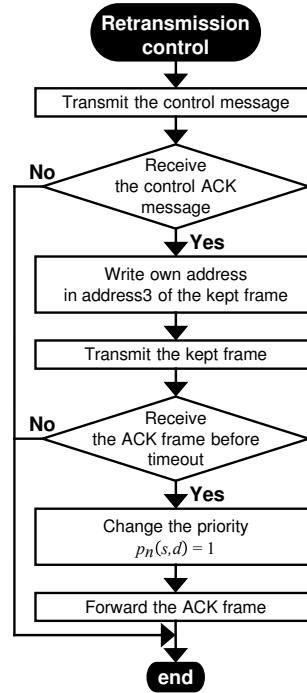 Retransmission
control
Transmit the control message
Receive
the control ACK
message
No
Yes
Write own address
in address3 of the kept frame
Transmit the kept frame
Receive
the ACK frame before
timeout
No
Yes
Change the priority
pₙ(s,d) = 1
Forward the ACK frame
end